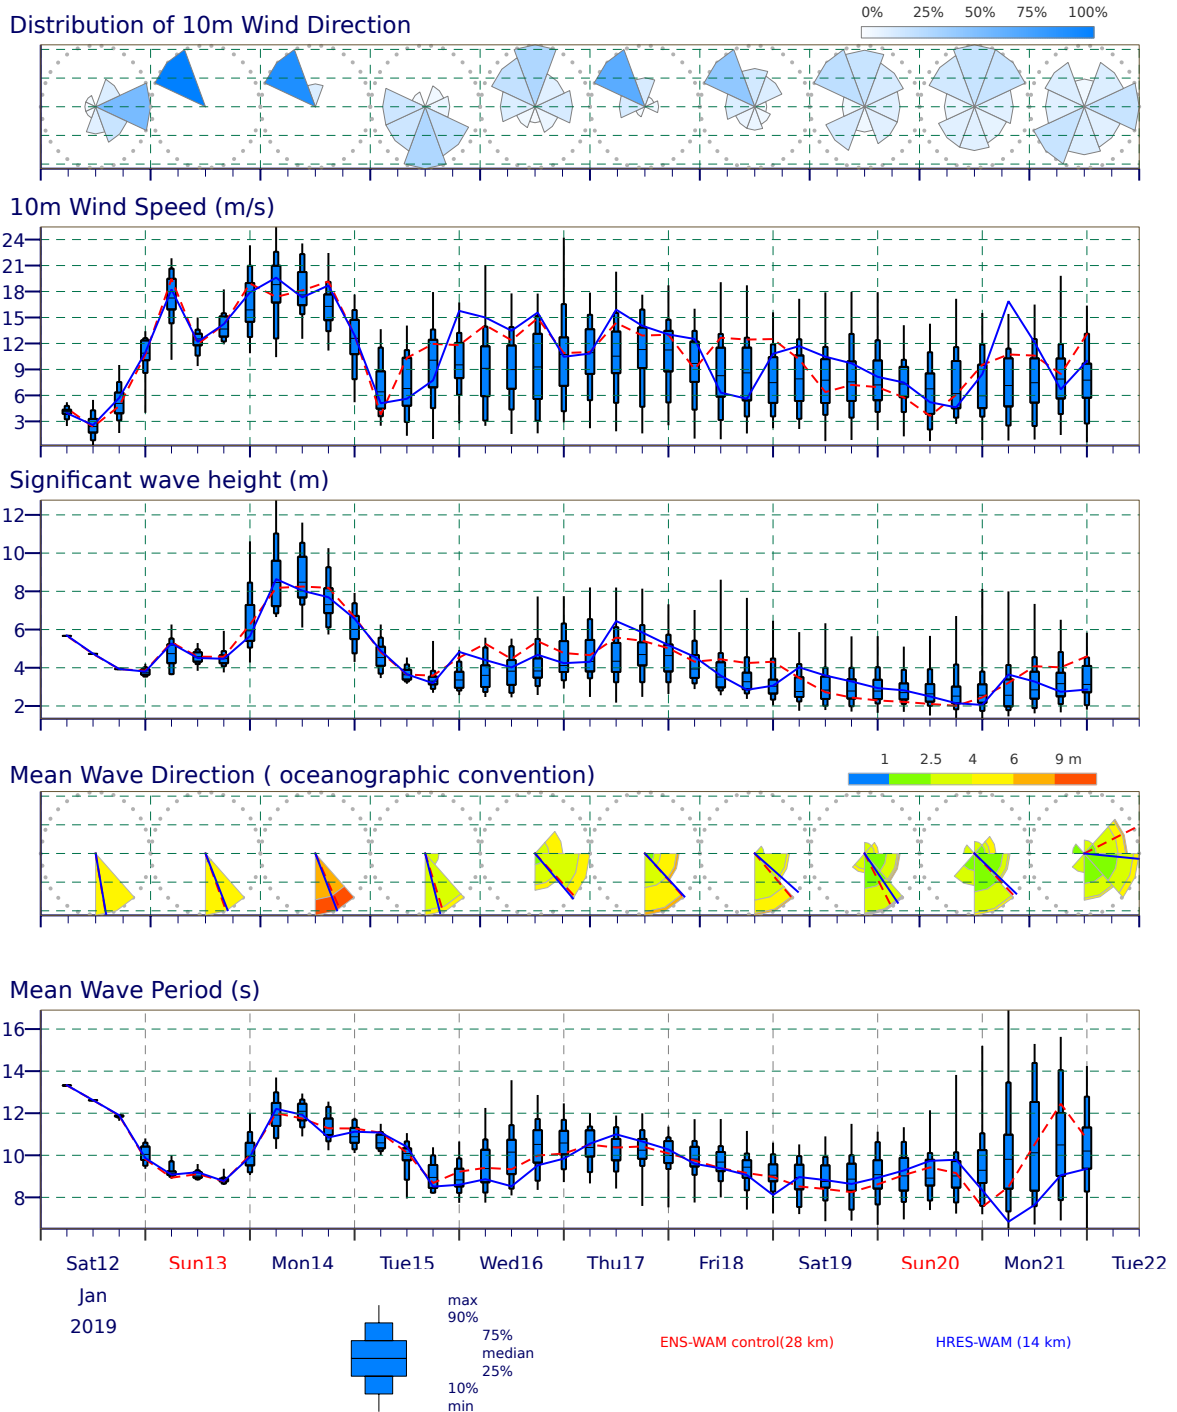 Distribution of 10m Wind Direction
0% 25% 50% 75% 100%
10m Wind Speed (m/s)
24
21
18
15
12
9
6
3
Significant wave height (m)
12
10
8
6
4
2
Mean Wave Direction ( oceanographic convention)
1 2.5 4 6 9 m
Mean Wave Period (s)
16
14
12
10
8
Sat12 Sun13 Mon14 Tue15 Wed16 Thu17 Fri18 Sat19 Sun20 Mon21 Tue22
Jan
2019
max
90%
75%
median
25%
10%
min
ENS-WAM control(28 km)
HRES-WAM (14 km)